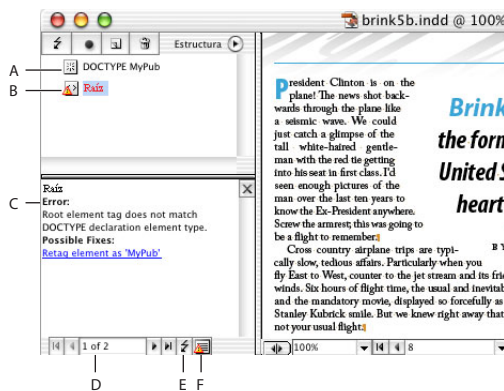 brink5b.indd @ 100%
Estructura
A
DOCTYPE MyPub
B
Raíz
C
Raíz
Error:
Root element tag does not match
DOCTYPE declaration element type.
Possible Fixes:
Retag element as 'MyPub'
1 of 2
D
E
F
President Clinton is on the
plane! The news shot back-
wards through the plane like
a seismic wave. We could
just catch a glimpse of the
tall white-haired gentle-
man with the red tie getting
into his seat in first class. I'd
seen enough pictures of the
man over the last ten years to
know the Ex-President anywhere.
Screw the armrest; this was going to
be a flight to remember.
Cross country airplane trips are typi-
cally slow, tedious affairs. Particularly when you
fly East to West, counter to the jet stream and its frie
winds. Six hours of flight time, the usual and inevitab
and the mandatory movie, displayed so forcefully as
Stanley Kubrick smile. But we knew right away that
not your usual flight.
Brink
the form
United S
heart
B Y
100%
8